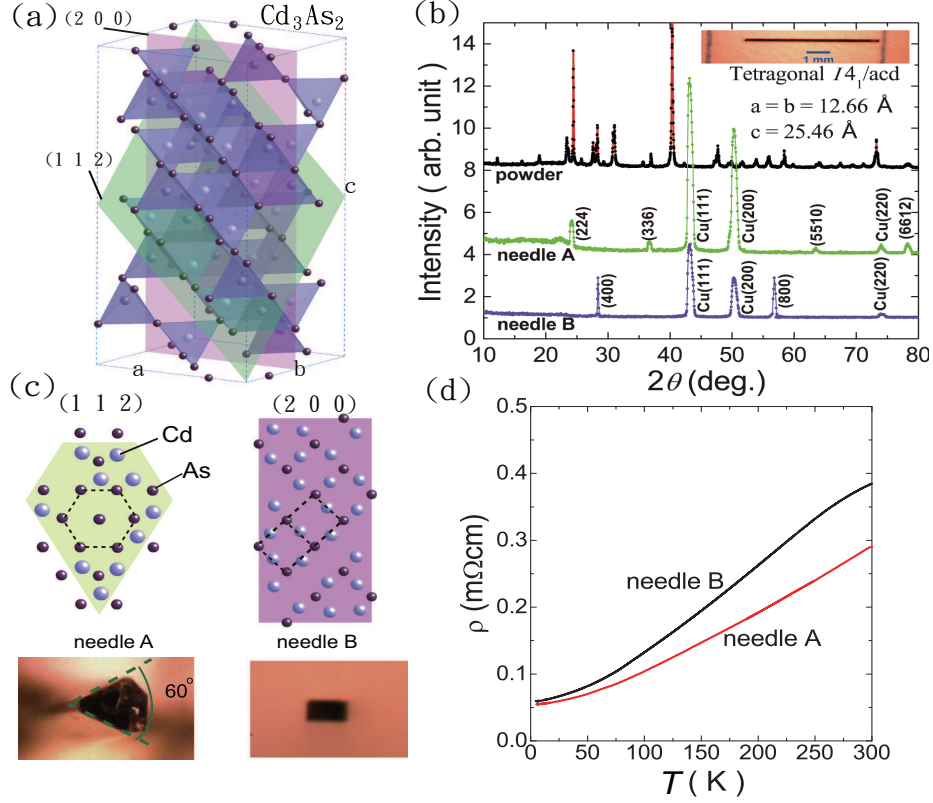 (a)
Cd₃As₂
(2 0 0)
(1 1 2)
c
a
b
(b)
Intensity ( arb. unit)
14
12
10
8
6
4
2
0
1 mm
Tetragonal I4₁/acd
a = b = 12.66 Å
c = 25.46 Å
powder
needle A
(224)
(336)
Cu(111)
Cu(200)
(5510)
Cu(220)
(6612)
needle B
(400)
Cu(111)
Cu(200)
(800)
Cu(220)
10
20
30
40
50
60
70
80
2θ (deg.)
(c)
(1 1 2)
(2 0 0)
Cd
As
needle A
needle B
60°
(d)
ρ (mΩcm)
0.5
0.4
0.3
0.2
0.1
0.0
needle B
needle A
0
50
100
150
200
250
300
T ( K )